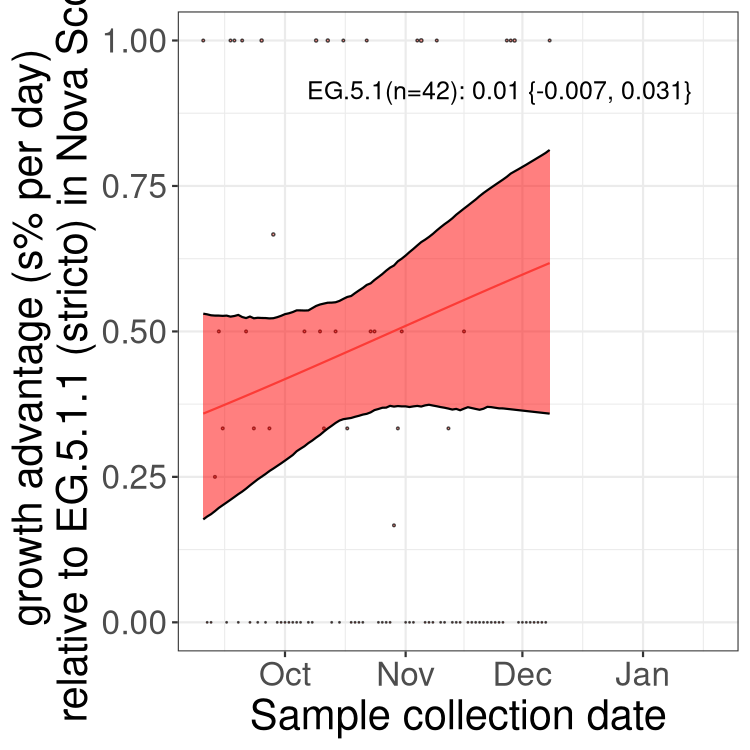 growth advantage (s% per day)
relative to EG.5.1.1 (stricto) in Nova Sco
1.00
0.75
0.50
0.25
0.00
EG.5.1(n=42): 0.01 {-0.007, 0.031}
Oct Nov Dec Jan
Sample collection date